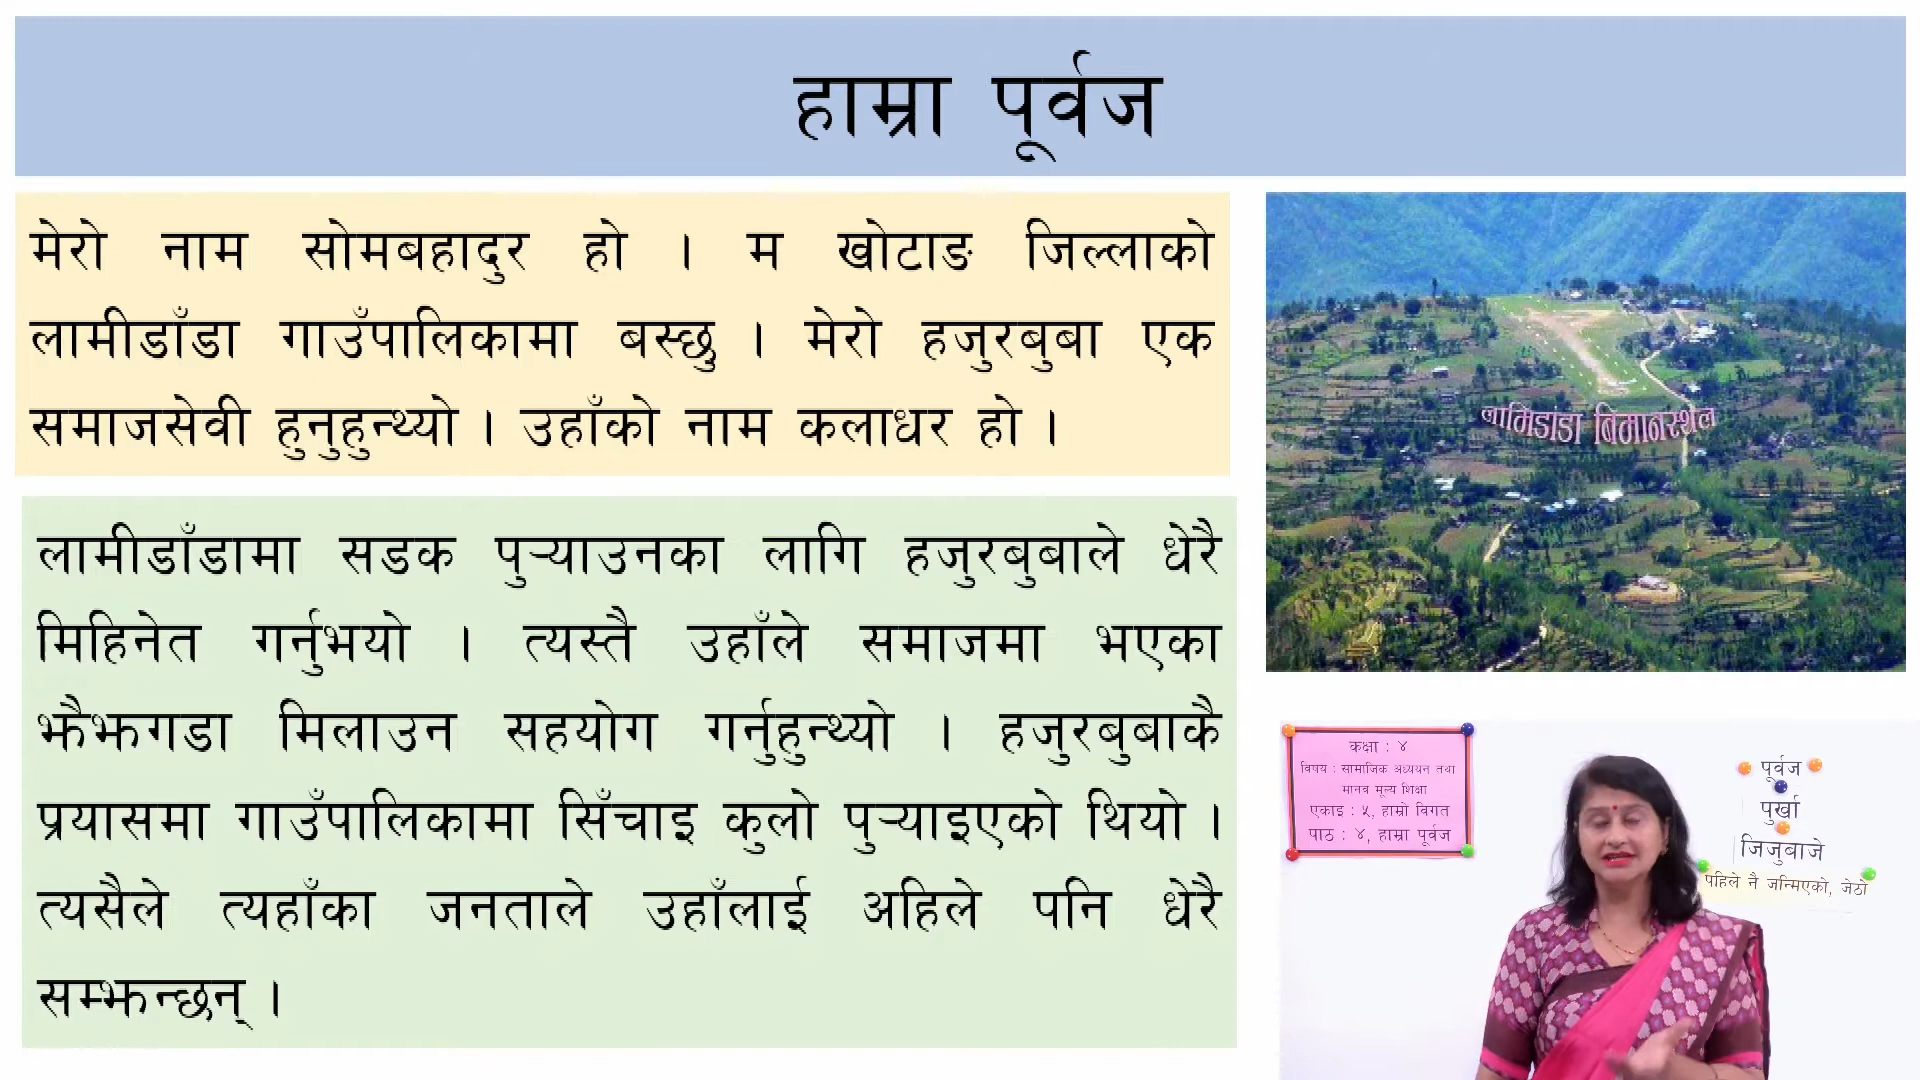 हाम्रा पूर्वज
मेरो नाम सोमबहादुर हो । म खोटाङ जिल्लाको
लामीडाँडा गाउँपालिकामा बस्छु । मेरो हजुरबुबा एक
समाजसेवी हुनुहुन्थ्यो । उहाँको नाम कलाधर हो ।
लामीडाँडामा सडक पुऱ्याउनका लागि हजुरबुबाले धेरै
मिहिनेत गर्नुभयो । त्यस्तै उहाँले समाजमा भएका
झैझगडा मिलाउन सहयोग गर्नुहुन्थ्यो । हजुरबुबाकै
प्रयासमा गाउँपालिकामा सिँचाइ कुलो पुऱ्याइएको थियो ।
त्यसैले त्यहाँका जनताले उहाँलाई अहिले पनि धेरै
सम्झन्छन् ।
लामिडांडा बिमानस्थल
कक्षा : ४
विषय : सामाजिक अध्ययन तथा
मानव मूल्य शिक्षा
एकाइ : ५, हाम्रो विगत
पाठ : ४, हाम्रा पूर्वज
पूर्वज
पुर्खा
जिजुबाजे
पहिले नै जन्मिएको, जेठो